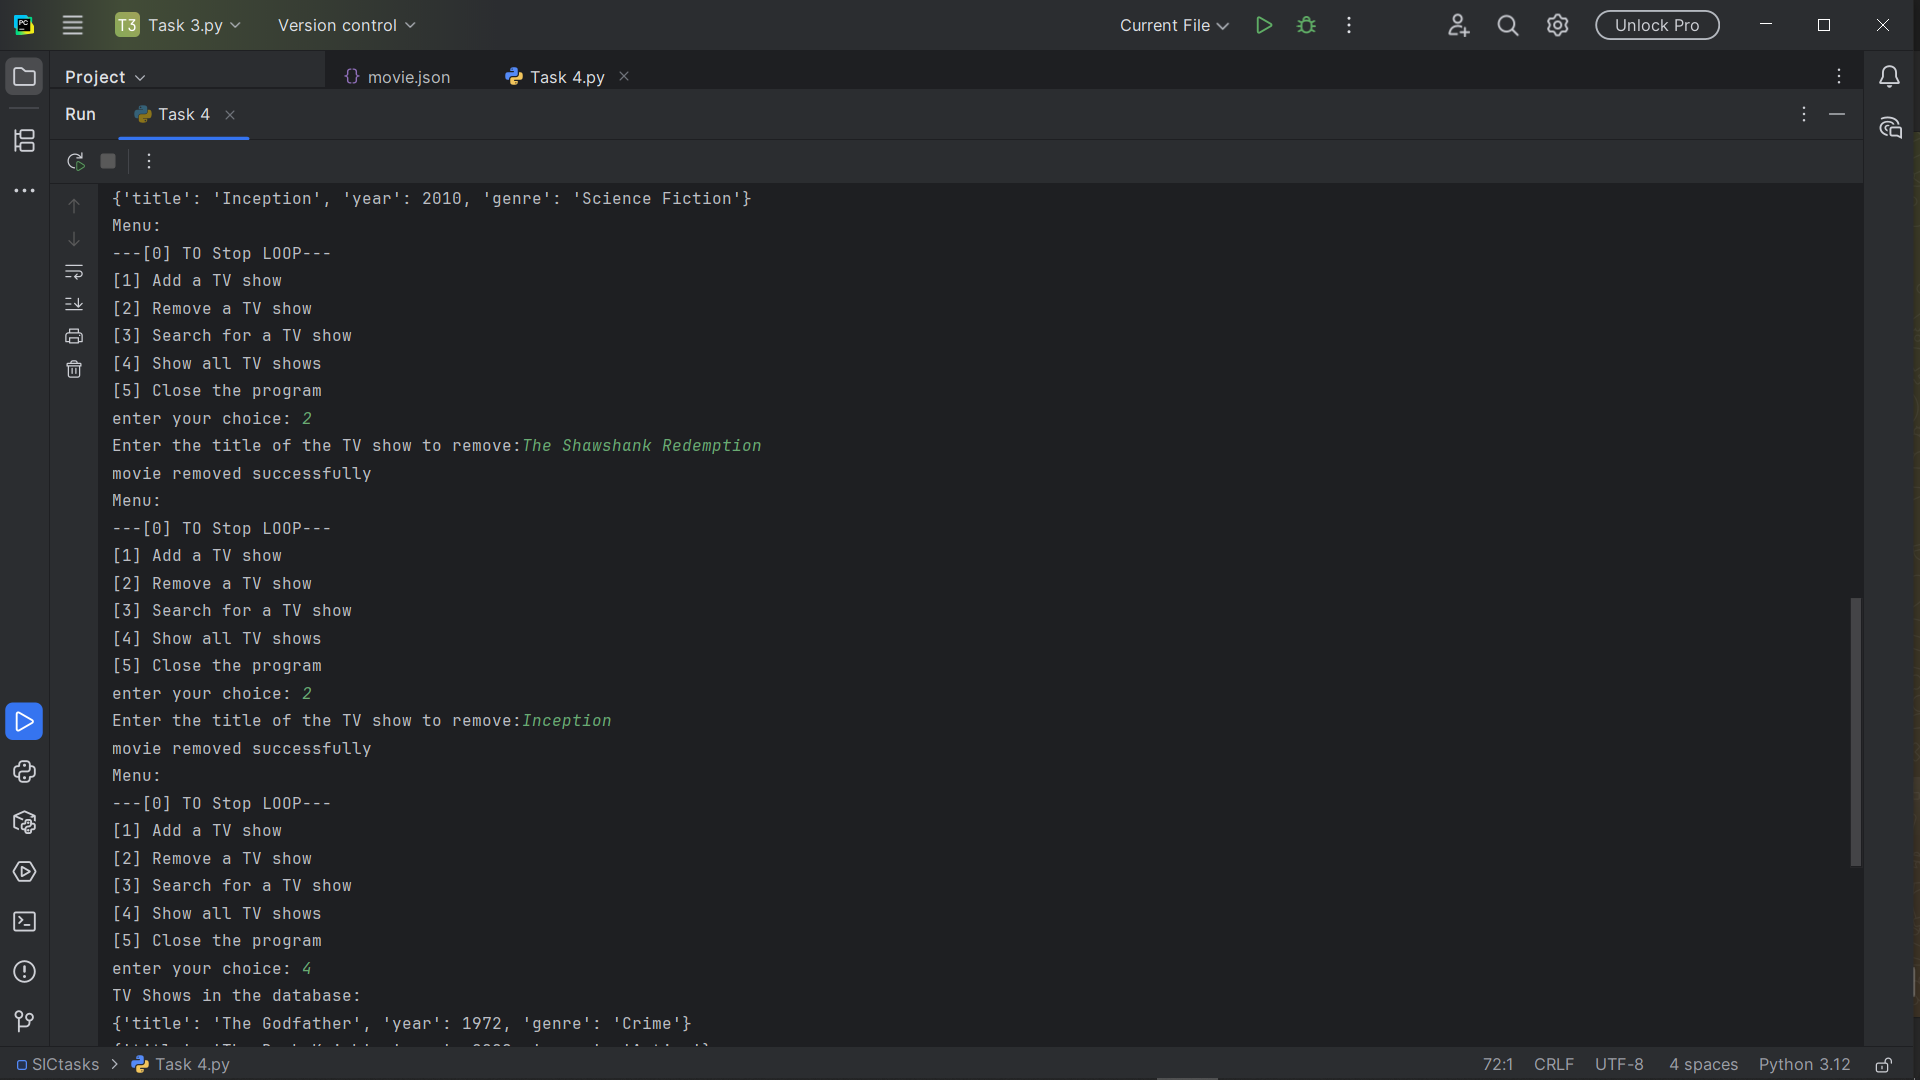 T3 Task 3.py Version control Current File Unlock Pro
Project movie.json Task 4.py
Run Task 4
{'title': 'Inception', 'year': 2010, 'genre': 'Science Fiction'}
Menu:
---[0] TO Stop LOOP---
[1] Add a TV show
[2] Remove a TV show
[3] Search for a TV show
[4] Show all TV shows
[5] Close the program
enter your choice: 2
Enter the title of the TV show to remove:The Shawshank Redemption
movie removed successfully
Menu:
---[0] TO Stop LOOP---
[1] Add a TV show
[2] Remove a TV show
[3] Search for a TV show
[4] Show all TV shows
[5] Close the program
enter your choice: 2
Enter the title of the TV show to remove:Inception
movie removed successfully
Menu:
---[0] TO Stop LOOP---
[1] Add a TV show
[2] Remove a TV show
[3] Search for a TV show
[4] Show all TV shows
[5] Close the program
enter your choice: 4
TV Shows in the database:
{'title': 'The Godfather', 'year': 1972, 'genre': 'Crime'}
SICtasks > Task 4.py 72:1 CRLF UTF-8 4 spaces Python 3.12